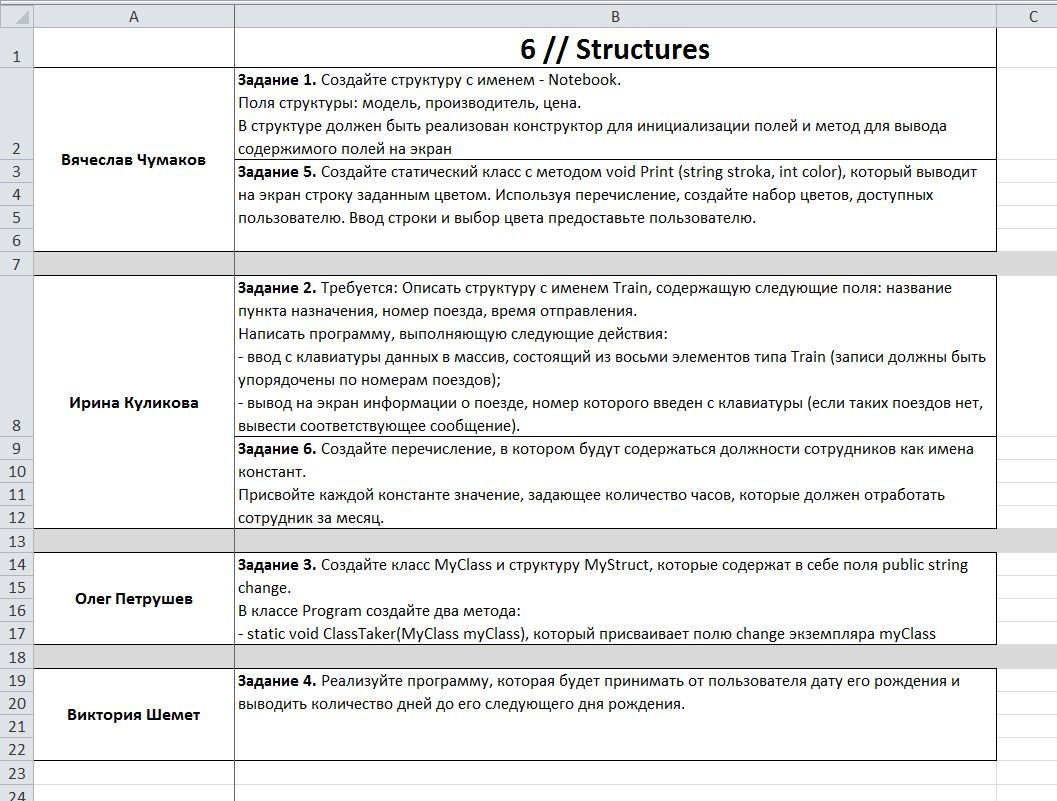 A B C
1 6 // Structures
Задание 1. Создайте структуру с именем - Notebook.
Поля структуры: модель, производитель, цена.
В структуре должен быть реализован конструктор для инициализации полей и метод для вывода
2 содержимого полей на экран
Вячеслав Чумаков
3 Задание 5. Создайте статический класс с методом void Print (string stroka, int color), который выводит
4 на экран строку заданным цветом. Используя перечисление, создайте набор цветов, доступных
5 пользователю. Ввод строки и выбор цвета предоставьте пользователю.
6
7
Задание 2. Требуется: Описать структуру с именем Train, содержащую следующие поля: название
пункта назначения, номер поезда, время отправления.
Написать программу, выполняющую следующие действия:
- ввод с клавиатуры данных в массив, состоящий из восьми элементов типа Train (записи должны быть
упорядочены по номерам поездов);
Ирина Куликова
- вывод на экран информации о поезде, номер которого введен с клавиатуры (если таких поездов нет,
8 вывести соответствующее сообщение).
9 Задание 6. Создайте перечисление, в котором будут содержаться должности сотрудников как имена
10 констант.
11 Присвойте каждой константе значение, задающее количество часов, которые должен отработать
12 сотрудник за месяц.
13
14 Задание 3. Создайте класс MyClass и структуру MyStruct, которые содержат в себе поля public string
15 change.
Олег Петрушев
16 В классе Program создайте два метода:
17 - static void ClassTaker(MyClass myClass), который присваивает полю change экземпляра myClass
18
19 Задание 4. Реализуйте программу, которая будет принимать от пользователя дату его рождения и
20 выводить количество дней до его следующего дня рождения.
Виктория Шемет
21
22
23
24